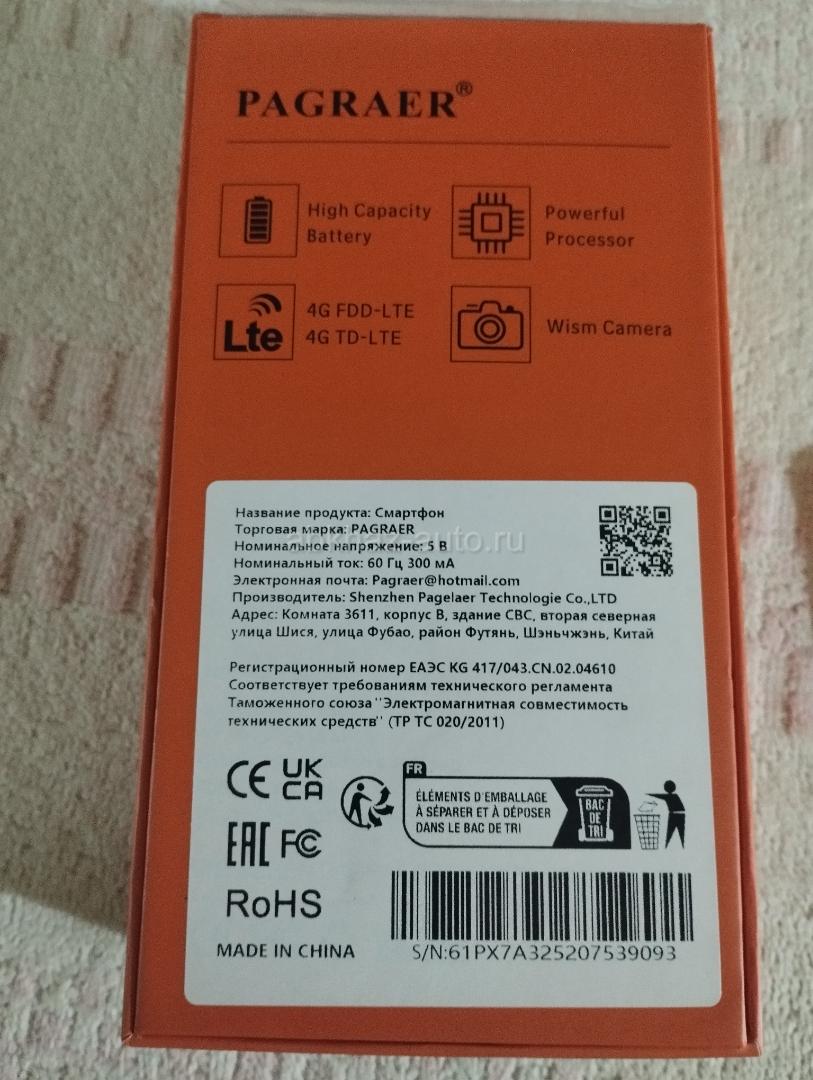 PAGRAER®
High Capacity
Battery
Powerful
Processor
Lte
4G FDD-LTE
4G TD-LTE
Wism Camera
Название продукта: Смартфон
Торговая марка: PAGRAER
Номинальное напряжение: 5 В
Номинальный ток: 60 Гц 300 мА
Электронная почта: Pagraer@hotmail.com
Производитель: Shenzhen Pagelaer Technologie Co.,LTD
Адрес: Комната 3611, корпус B, здание CBC, вторая северная
улица Шися, улица Фубао, район Футянь, Шэньчжэнь, Китай
Регистрационный номер ЕАЭС KG 417/043.CN.02.04610
Соответствует требованиям технического регламента
Таможенного союза "Электромагнитная совместимость
технических средств" (ТР ТС 020/2011)
CE
UK
CA
EAC
FC
RoHS
FR
ÉLÉMENTS D'EMBALLAGE
À SÉPARER ET À DÉPOSER
DANS LE BAC DE TRI
BAC
DE
TRI
MADE IN CHINA
S/N:61PX7A325207539093